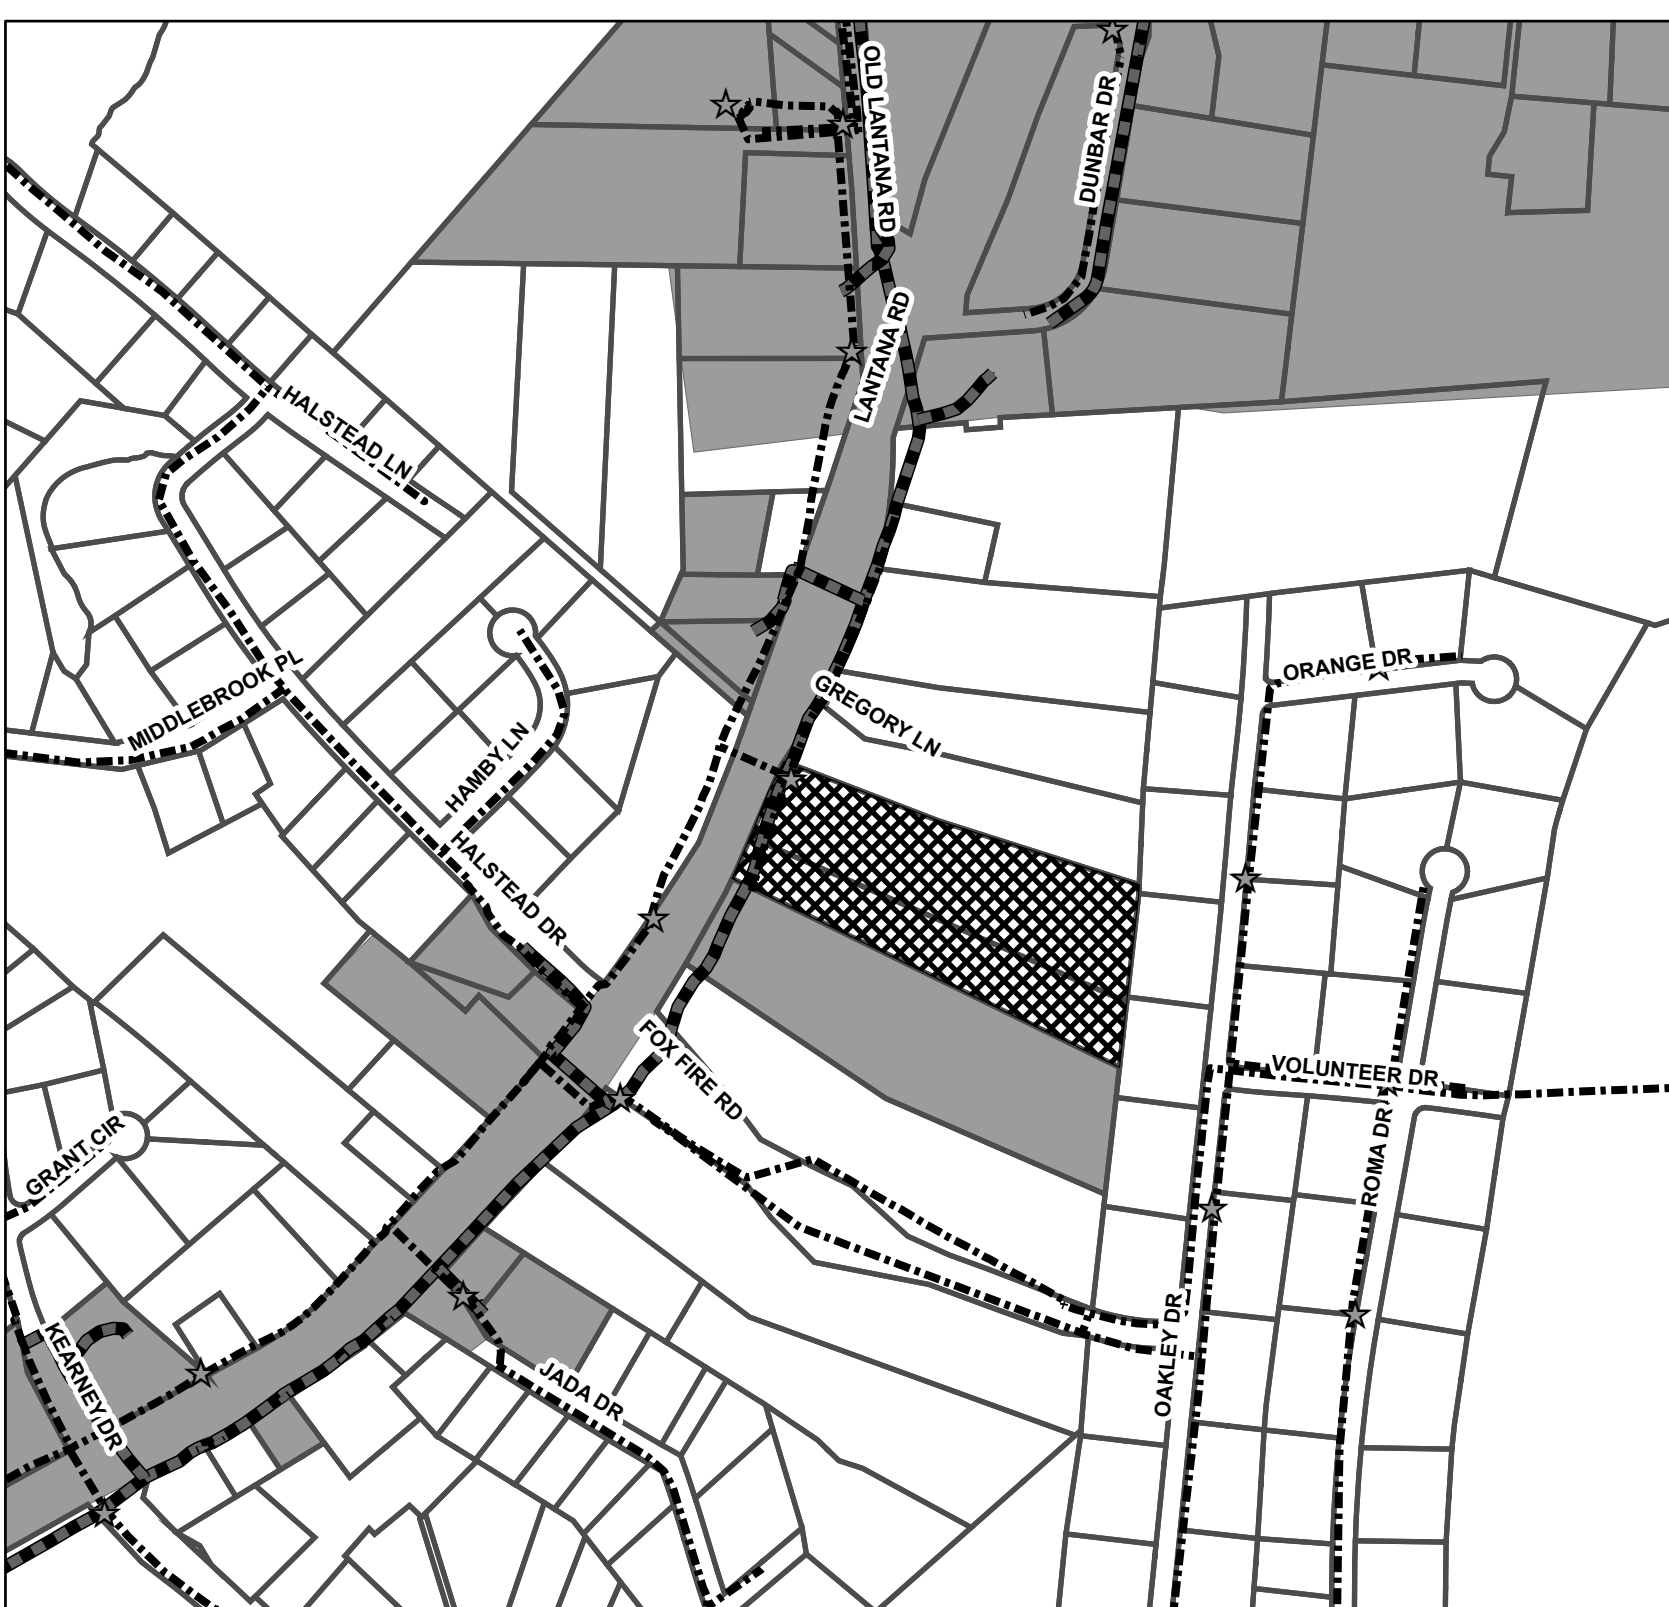 OLD LANTANA RD
DUNBAR DR
LANTANA RD
HALSTEAD LN
ORANGE DR
MIDDLEBROOK PL
GREGORY LN
HAMBY LN
HALSTEAD DR
FOX FIRE RD
VOLUNTEER DR
GRANT CIR
ROMA DR
OAKLEY DR
KEARNEY DR
JADA DR